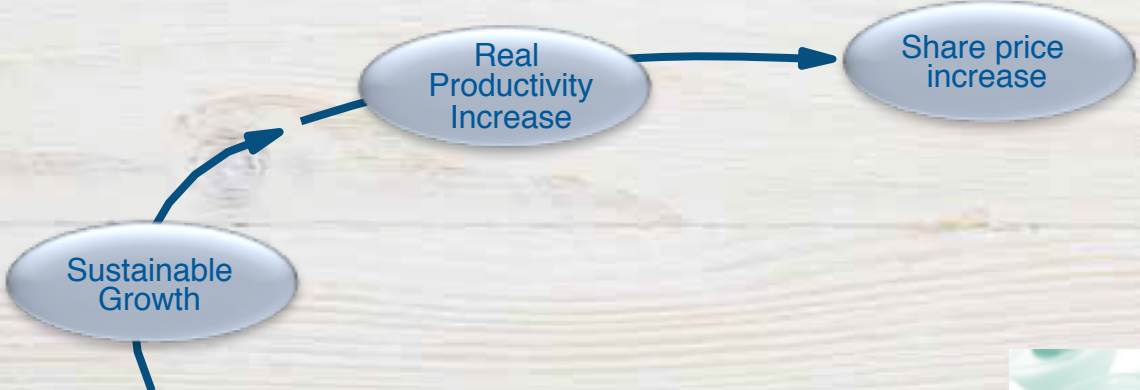 Real
Productivity
Increase
Share price
increase
Sustainable
Growth